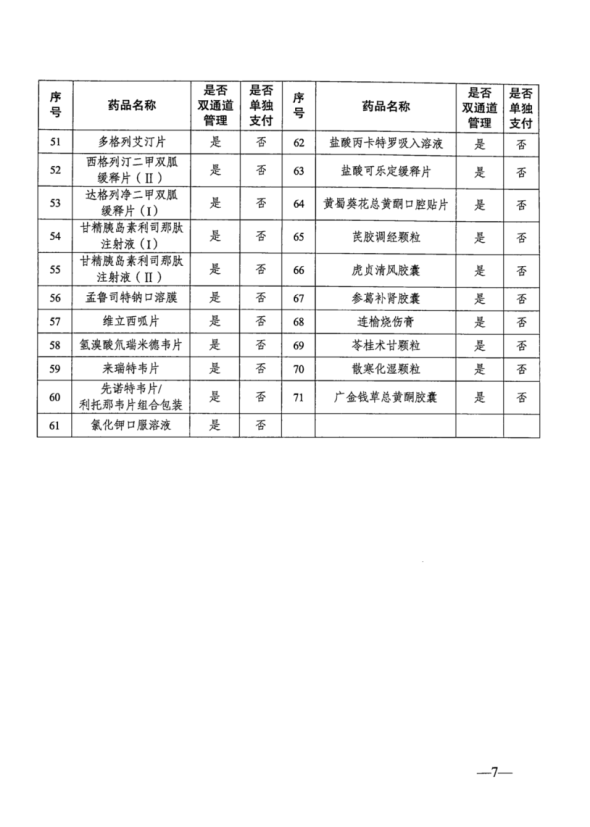 序号 药品名称 是否双通道管理 是否单独支付 序号 药品名称 是否双通道管理 是否单独支付
51 多格列艾汀片 是 否 62 盐酸丙卡特罗吸入溶液 是 否
52 西格列汀二甲双胍缓释片(II) 是 否 63 盐酸可乐定缓释片 是 否
53 达格列净二甲双胍缓释片(I) 是 否 64 黄蜀葵花总黄酮口腔贴片 是 否
54 甘精胰岛素利司那肽注射液(I) 是 否 65 芪胶调经颗粒 是 否
55 甘精胰岛素利司那肽注射液(II) 是 否 66 虎贞清风胶囊 是 否
56 孟鲁司特钠口溶膜 是 否 67 参葛补肾胶囊 是 否
57 维立西呱片 是 否 68 连榆烧伤膏 是 否
58 氢溴酸氘瑞米德韦片 是 否 69 苓桂术甘颗粒 是 否
59 来瑞特韦片 是 否 70 散寒化湿颗粒 是 否
60 先诺特韦片/利托那韦片组合包装 是 否 71 广金钱草总黄酮胶囊 是 否
61 氯化钾口服溶液 是 否
—7—